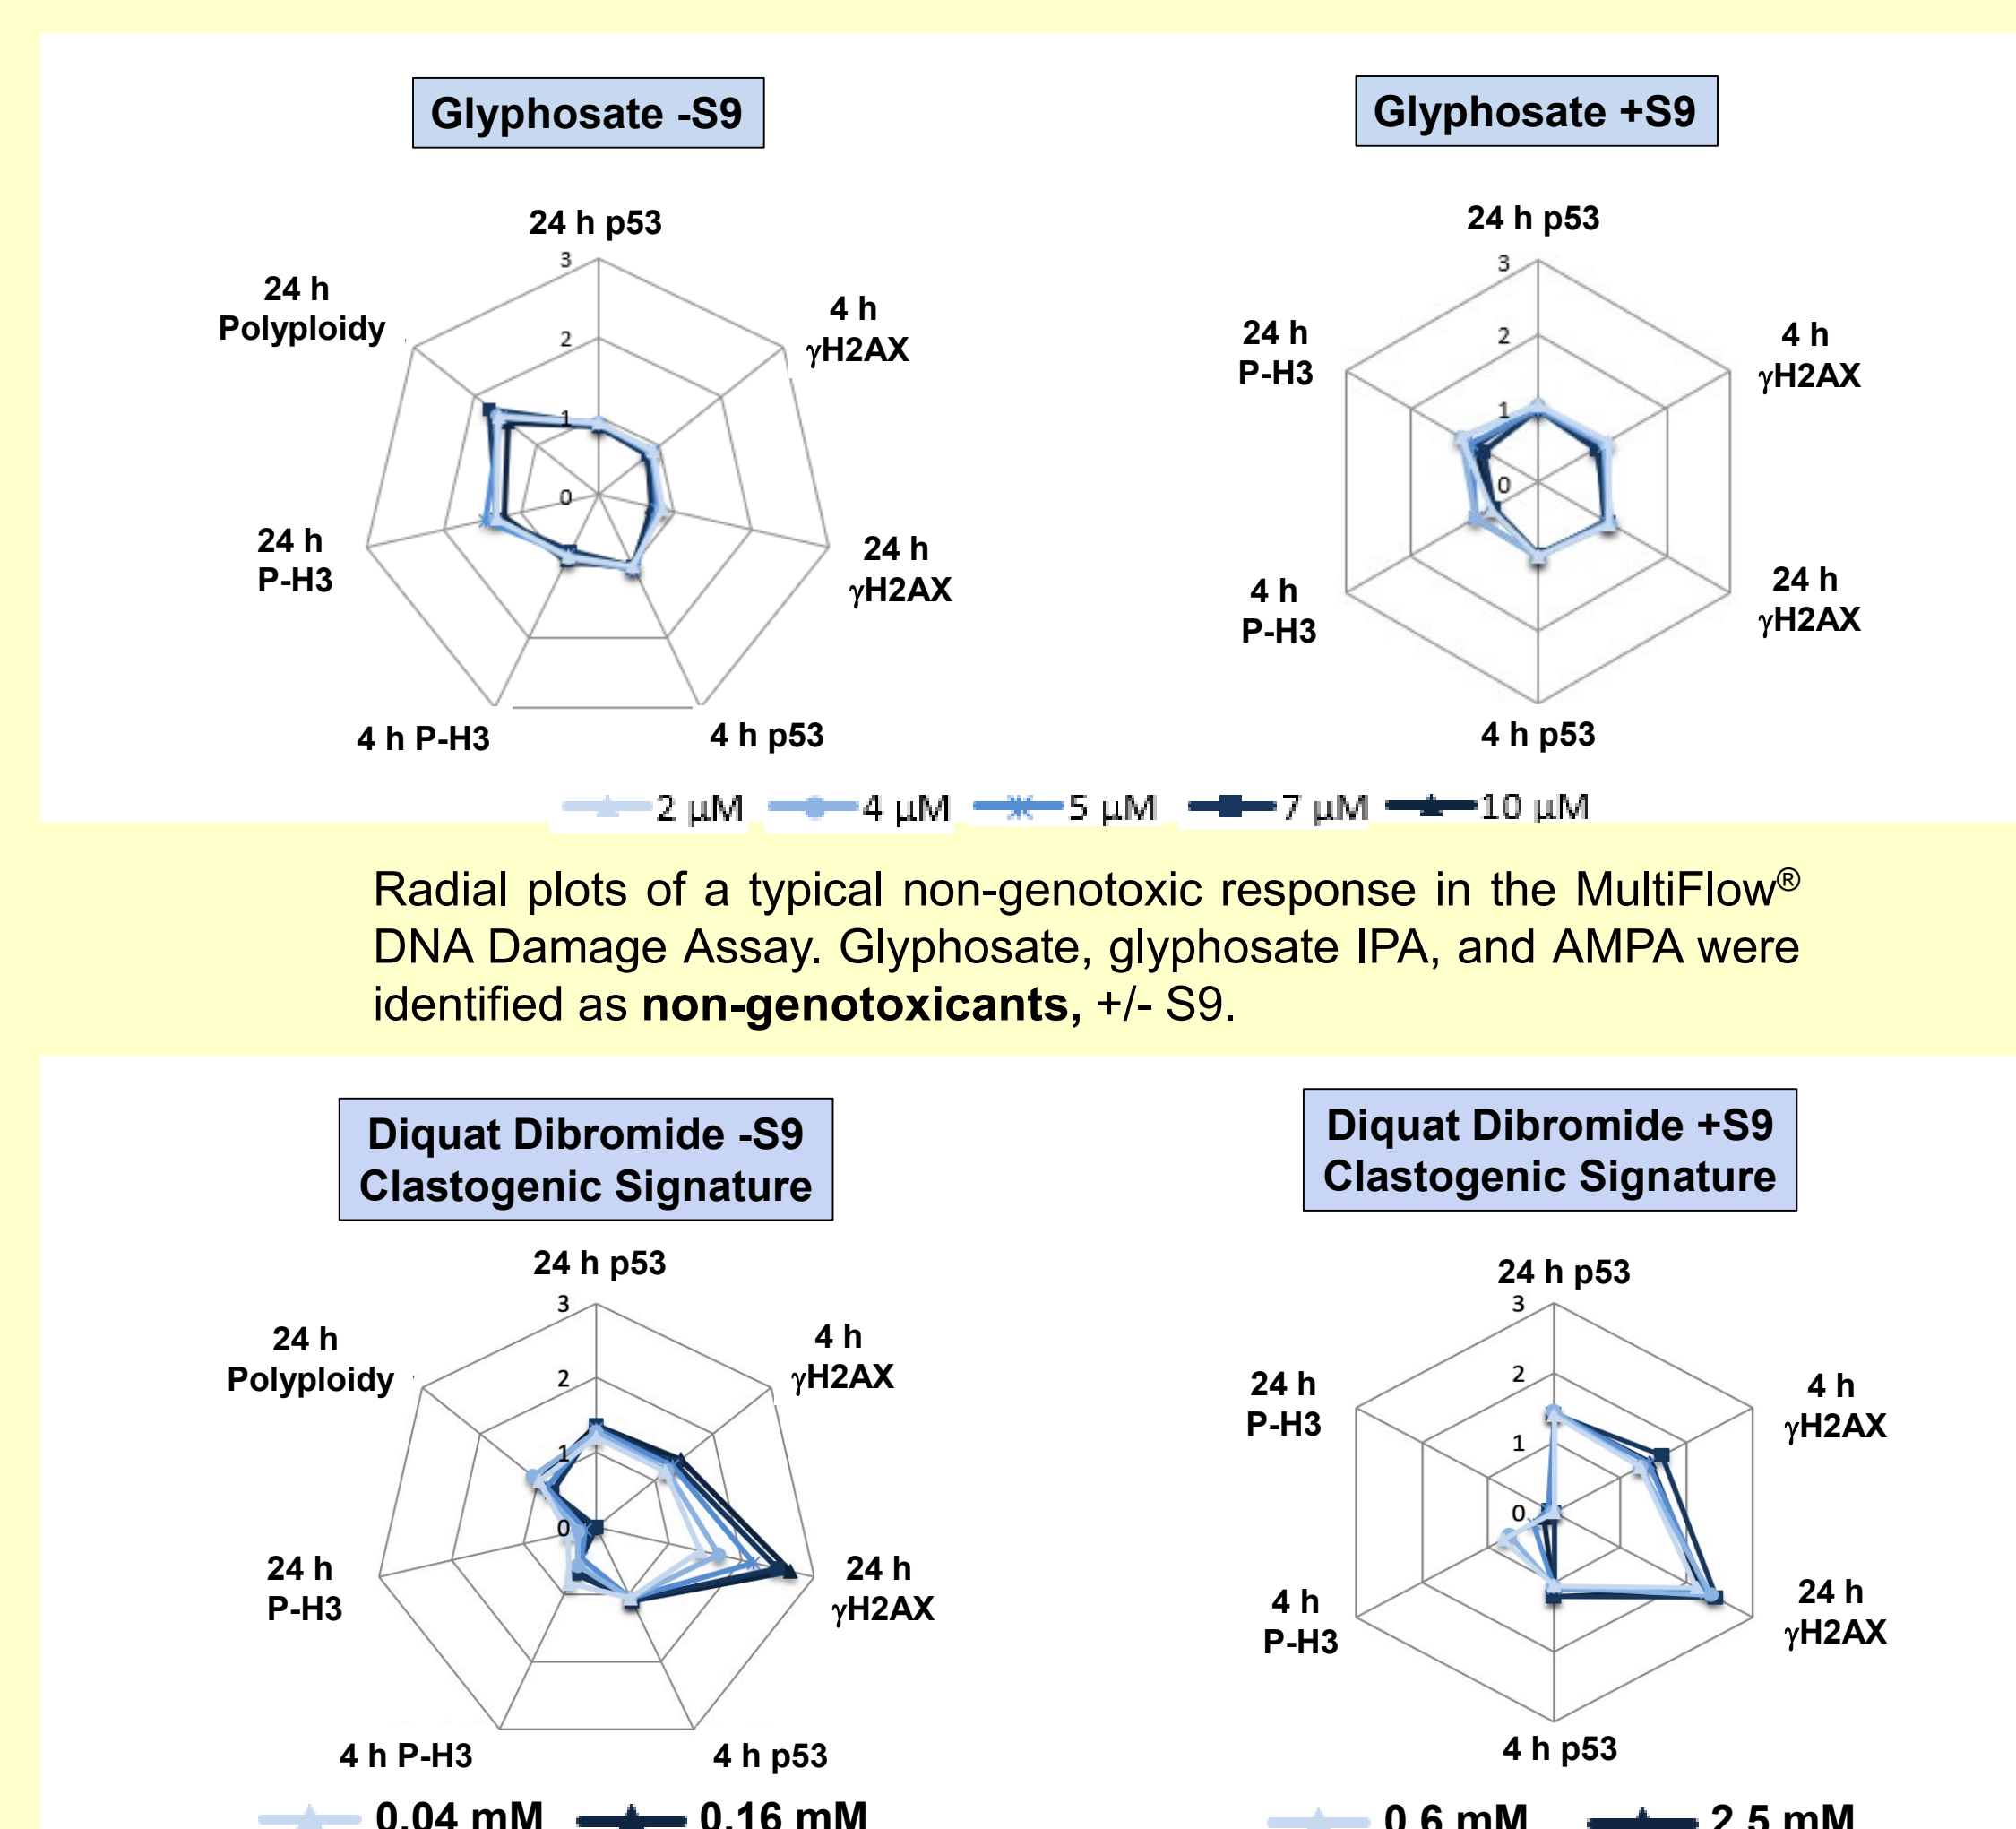 Glyphosate -S9
24 h p53
3
2
1
0
4 h
γH2AX
24 h
γH2AX
4 h p53
4 h P-H3
24 h
P-H3
24 h
Polyploidy
Glyphosate +S9
24 h p53
3
2
1
0
4 h
γH2AX
24 h
γH2AX
4 h p53
4 h
P-H3
24 h
P-H3
2 µM 4 µM 5 µM 7 µM 10 µM
Radial plots of a typical non-genotoxic response in the MultiFlow®
DNA Damage Assay. Glyphosate, glyphosate IPA, and AMPA were
identified as non-genotoxicants, +/- S9.
Diquat Dibromide -S9
Clastogenic Signature
24 h p53
3
2
1
0
4 h
γH2AX
24 h
γH2AX
4 h p53
4 h P-H3
24 h
P-H3
24 h
Polyploidy
0.04 mM 0.16 mM
Diquat Dibromide +S9
Clastogenic Signature
24 h p53
3
2
1
0
4 h
γH2AX
24 h
γH2AX
4 h p53
4 h
P-H3
24 h
P-H3
0.6 mM 2.5 mM